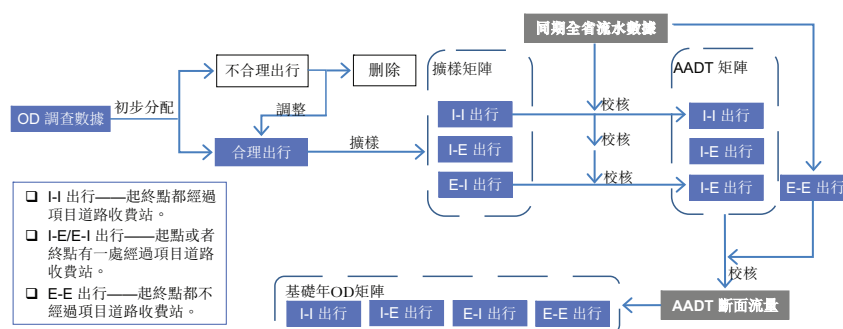 同期全省流水數據
不合理出行
刪除
擴樣矩陣
AADT 矩陣
OD 調查數據
初步分配
調整
I-I 出行
校核
I-I 出行
合理出行
擴樣
I-E 出行
校核
I-E 出行
E-I 出行
校核
I-E 出行
E-E 出行
I-I 出行——起終點都經過
項目道路收費站。
I-E/E-I 出行——起點或者
終點有一處經過項目道路
收費站。
E-E 出行——起終點都不
經過項目道路收費站。
校核
基礎年OD矩陣
I-I 出行
I-E 出行
E-I 出行
E-E 出行
AADT 斷面流量